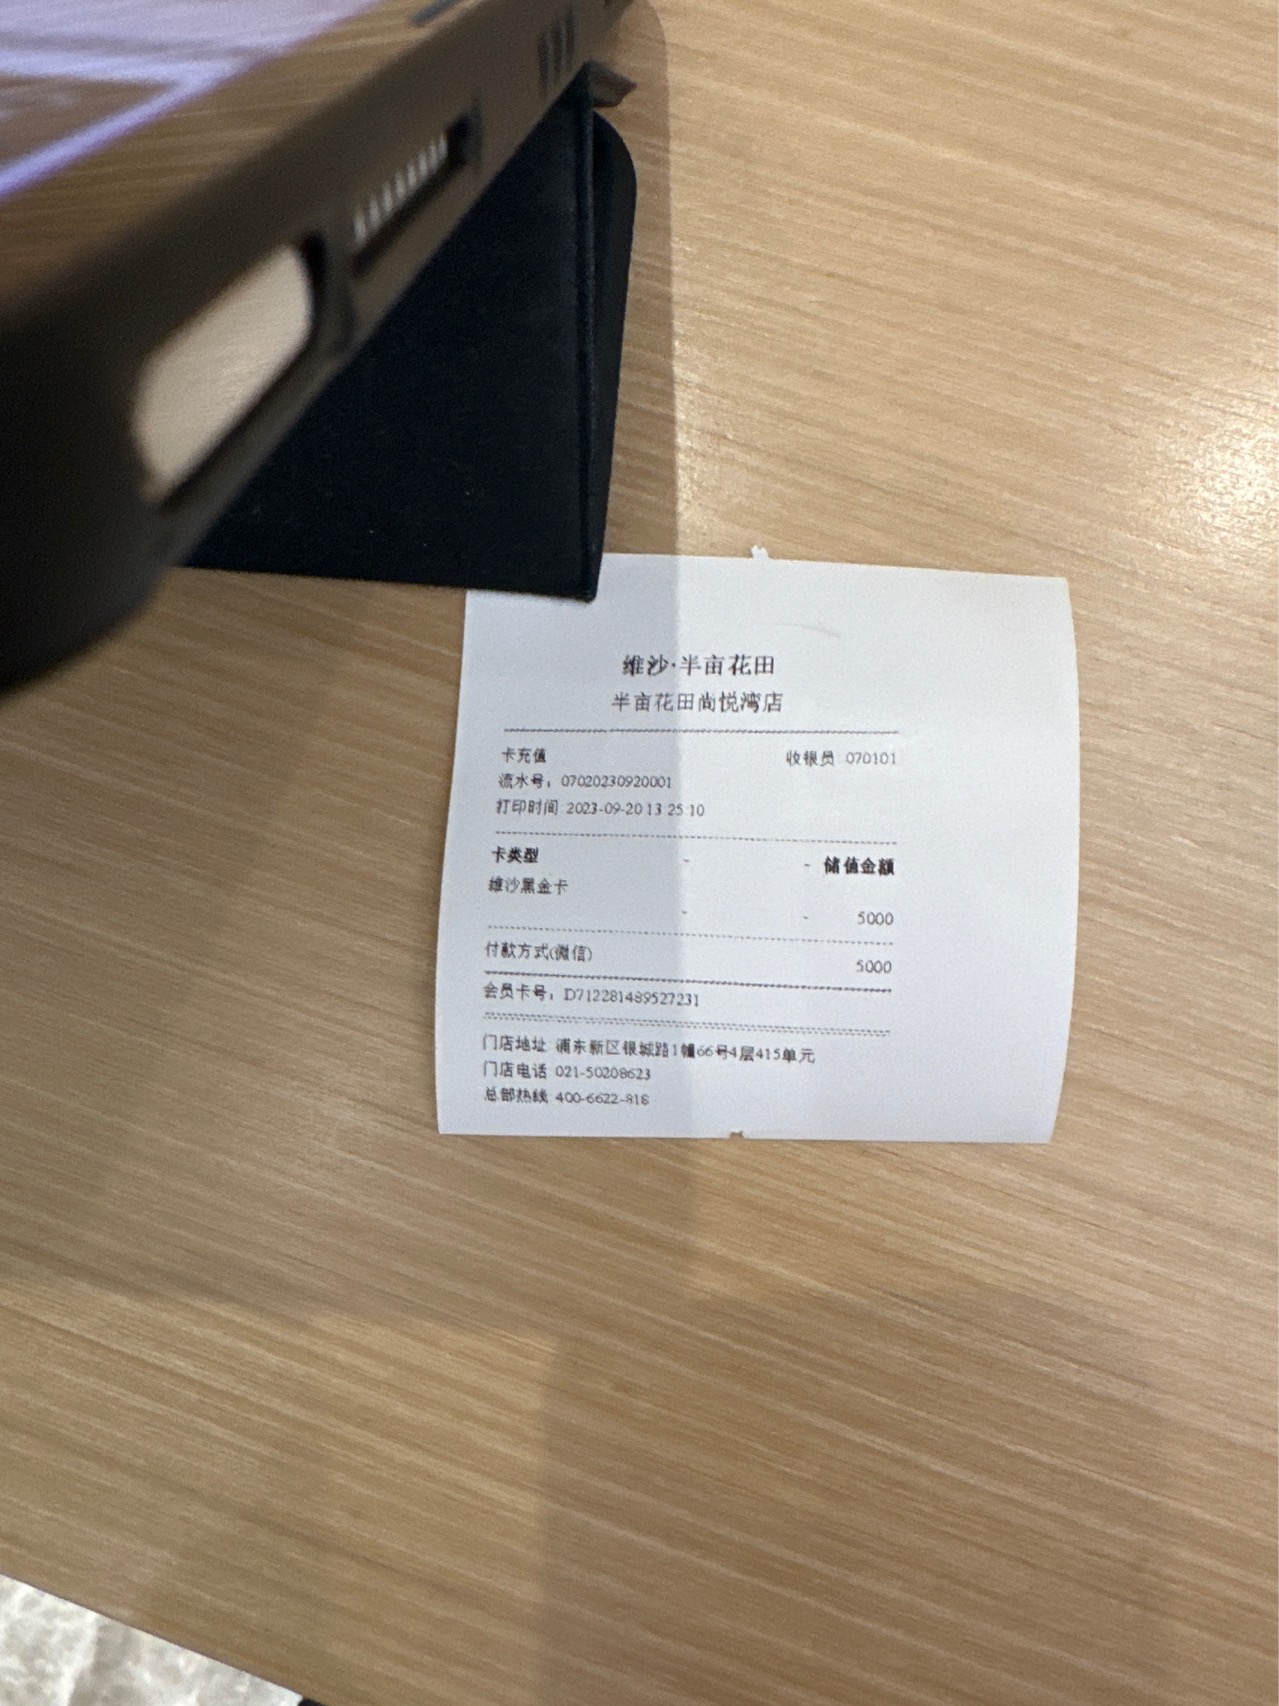 维沙·半亩花田
半亩花田尚悦湾店
卡充值 收银员 070101
流水号：07020230920001
打印时间 2023-09-20 13 25 10
卡类型 - - 储值金额
维沙黑金卡
- - 5000
付款方式(微信) 5000
会员卡号：D712281489527231
门店地址 浦东新区银城路1幢66号4层415单元
门店电话 021-50208623
总部热线 400-6622-818